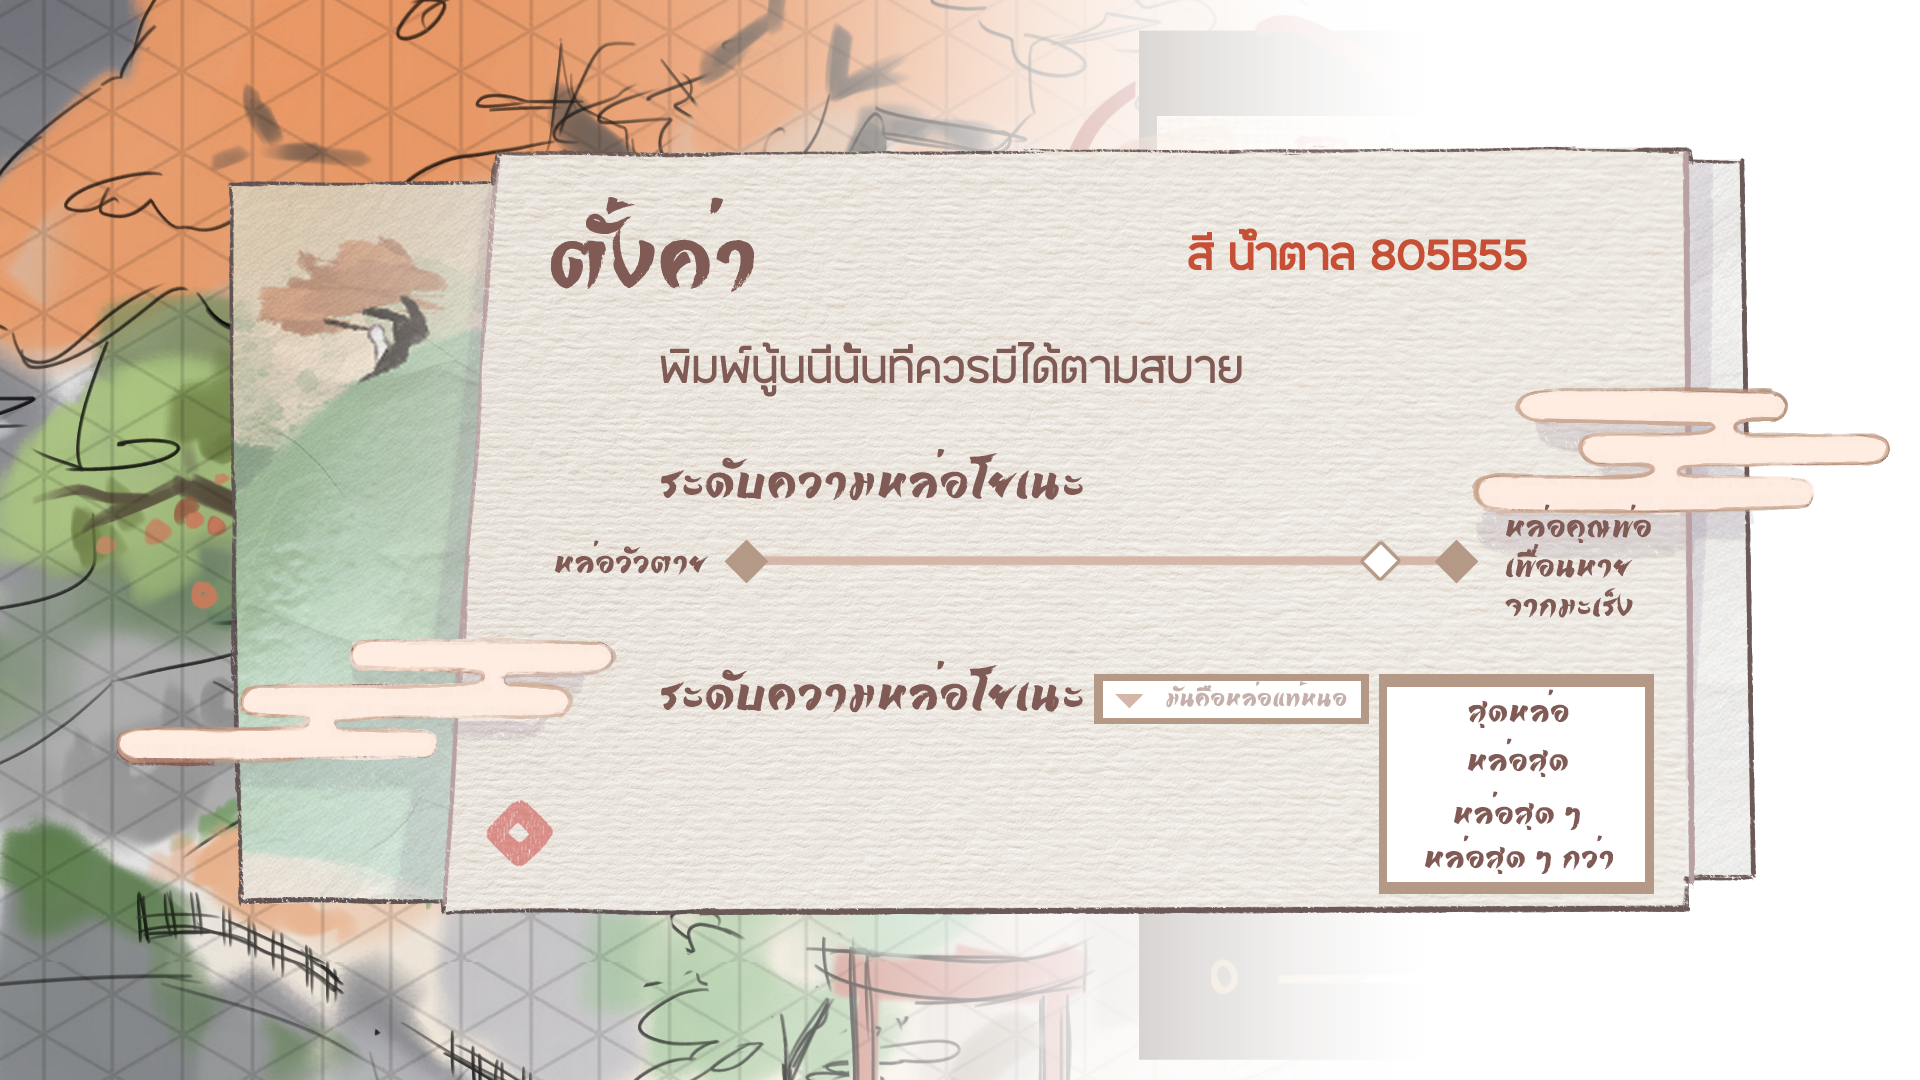 ตั้งค่า
สี น้ำตาล 805B55
พิมพ์นู้นนีนันทีควรมีได้ตามสบาย
ระดับความหล่อโยเนะ
หล่อวัวตาย
หล่อคุณพ่อ
เพื่อนหาย
จากมะเร็ง
ระดับความหล่อโยเนะ
มันคือหล่อแท้หนอ
สุดหล่อ
หล่อสุด
หล่อสุด ๆ
หล่อสุด ๆ กว่า